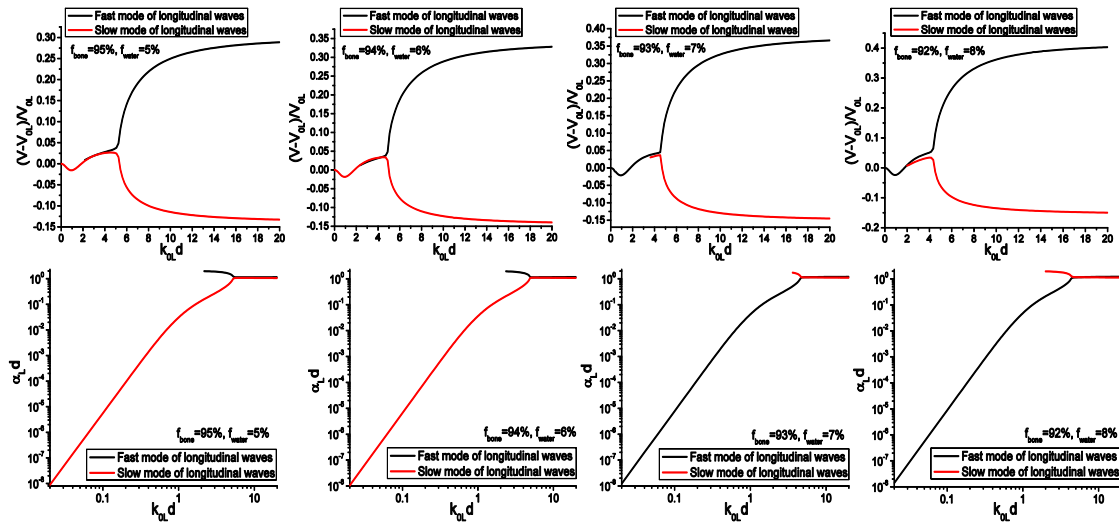 Fast mode of longitudinal waves
Slow mode of longitudinal waves
f_bone=95%, f_water=5%
(V-V_0L)/V_0L
0.30
0.25
0.20
0.15
0.10
0.05
0.00
-0.05
-0.10
-0.15
0 2 4 6 8 10 12 14 16 18 20
k_0L d
Fast mode of longitudinal waves
Slow mode of longitudinal waves
f_bone=94%, f_water=6%
(V-V_0L)/V_0L
0.35
0.30
0.25
0.20
0.15
0.10
0.05
0.00
-0.05
-0.10
-0.15
0 2 4 6 8 10 12 14 16 18 20
k_0L d
Fast mode of longitudinal waves
Slow mode of longitudinal waves
f_bone=93%, f_water=7%
(V-V_0L)/V_0L
0.40
0.35
0.30
0.25
0.20
0.15
0.10
0.05
0.00
-0.05
-0.10
-0.15
0 2 4 6 8 10 12 14 16 18 20
k_0L d
Fast mode of longitudinal waves
Slow mode of longitudinal waves
f_bone=92%, f_water=8%
(V-V_0L)/V_0L
0.4
0.3
0.2
0.1
0.0
-0.1
-0.2
0 2 4 6 8 10 12 14 16 18 20
k_0L d
α_L d
10^0
10^-1
10^-2
10^-3
10^-4
10^-5
10^-6
10^-7
10^-8
f_bone=95%, f_water=5%
Fast mode of longitudinal waves
Slow mode of longitudinal waves
0.1 1 10
k_0L d
α_L d
10^0
10^-1
10^-2
10^-3
10^-4
10^-5
10^-6
10^-7
10^-8
f_bone=94%, f_water=6%
Fast mode of longitudinal waves
Slow mode of longitudinal waves
0.1 1 10
k_0L d
α_L d
10^0
10^-1
10^-2
10^-3
10^-4
10^-5
10^-6
10^-7
10^-8
f_bone=93%, f_water=7%
Fast mode of longitudinal waves
Slow mode of longitudinal waves
0.1 1 10
k_0L d
α_L d
10^0
10^-1
10^-2
10^-3
10^-4
10^-5
10^-6
10^-7
10^-8
f_bone=92%, f_water=8%
Fast mode of longitudinal waves
Slow mode of longitudinal waves
0.1 1 10
k_0L d